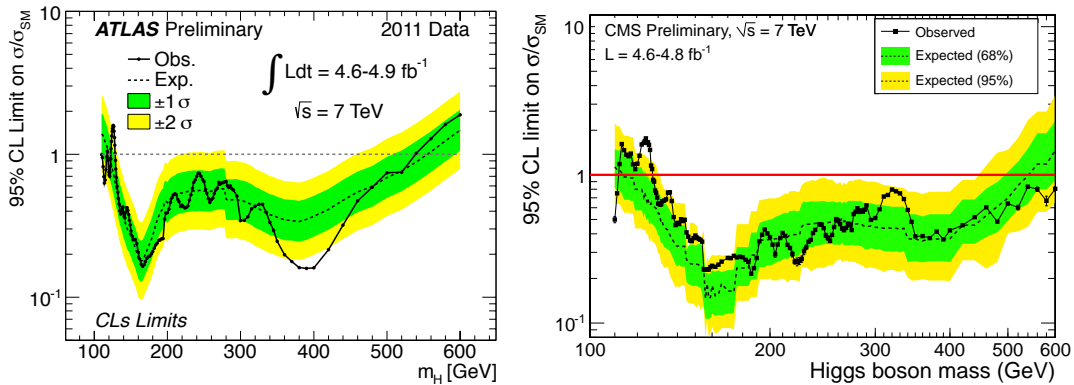 ATLAS Preliminary
2011 Data
Obs.
Exp.
±1 σ
±2 σ
∫ Ldt = 4.6-4.9 fb⁻¹
√s = 7 TeV
95% CL Limit on σ/σSM
10
1
10⁻¹
CLs Limits
100 200 300 400 500 600
mH [GeV]
CMS Preliminary, √s = 7 TeV
L = 4.6-4.8 fb⁻¹
Observed
Expected (68%)
Expected (95%)
95% CL limit on σ/σSM
10
1
10⁻¹
100 200 300 400 500 600
Higgs boson mass (GeV)